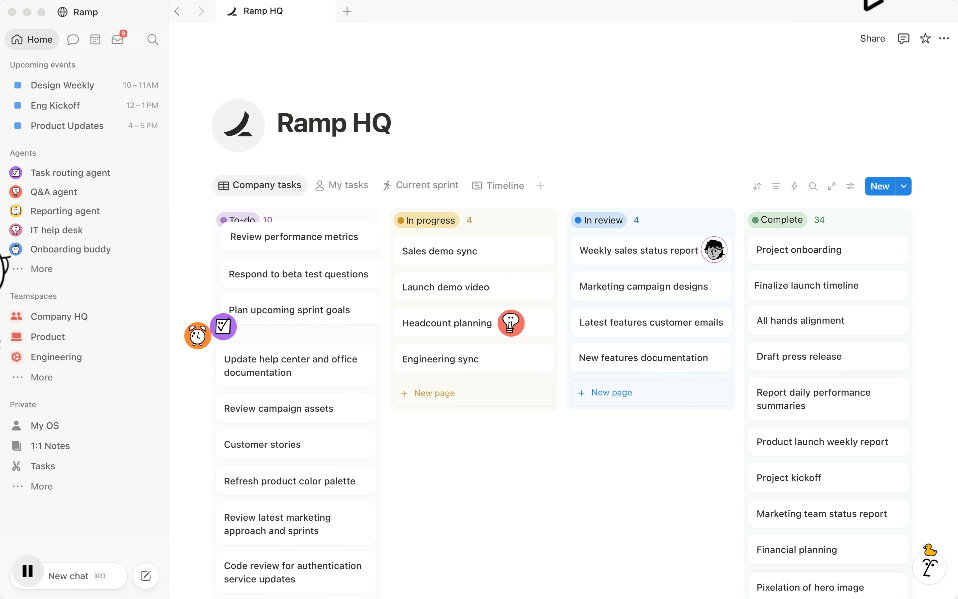 Ramp
Ramp HQ
Home
9
Share
Upcoming events
Design Weekly 10–11AM
Eng Kickoff 12–1 PM
Product Updates 4–5 PM
Agents
Task routing agent
Q&A agent
Reporting agent
IT help desk
Onboarding buddy
More
Teamspaces
Company HQ
Product
Engineering
More
Private
My OS
1:1 Notes
Tasks
More
New chat ⌘O
Ramp HQ
Company tasks
My tasks
Current sprint
Timeline
New
To-do 10
Review performance metrics
Respond to beta test questions
Plan upcoming sprint goals
Update help center and office
documentation
Review campaign assets
Customer stories
Refresh product color palette
Review latest marketing
approach and sprints
Code review for authentication
service updates
In progress 4
Sales demo sync
Launch demo video
Headcount planning
Engineering sync
+ New page
In review 4
Weekly sales status report
Marketing campaign designs
Latest features customer emails
New features documentation
+ New page
Complete 34
Project onboarding
Finalize launch timeline
All hands alignment
Draft press release
Report daily performance
summaries
Product launch weekly report
Project kickoff
Marketing team status report
Financial planning
Pixelation of hero image